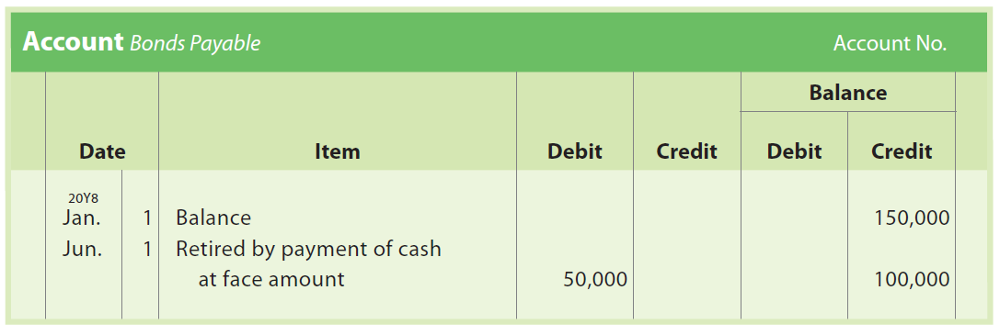 Account Bonds Payable Account No.
Balance
Date Item Debit Credit Debit Credit
20Y8
Jan. 1 Balance 150,000
Jun. 1 Retired by payment of cash
at face amount 50,000 100,000